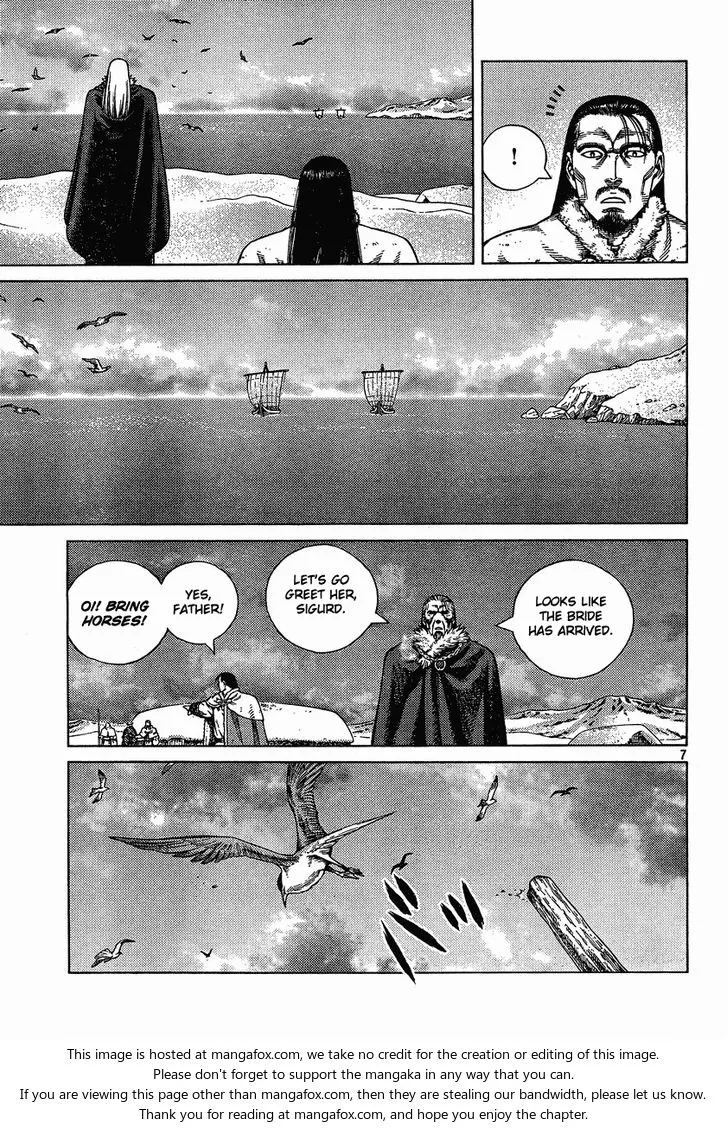 !
LOOKS LIKE
THE BRIDE
HAS ARRIVED.
LET'S GO
GREET HER,
SIGURD.
YES,
FATHER!
OI! BRING
HORSES!
7
バババ
This image is hosted at mangafox.com, we take no credit for the creation or editing of this image.
Please don't forget to support the mangaka in any way that you can.
If you are viewing this page other than mangafox.com, then they are stealing our bandwidth, please let us know.
Thank you for reading at mangafox.com, and hope you enjoy the chapter.